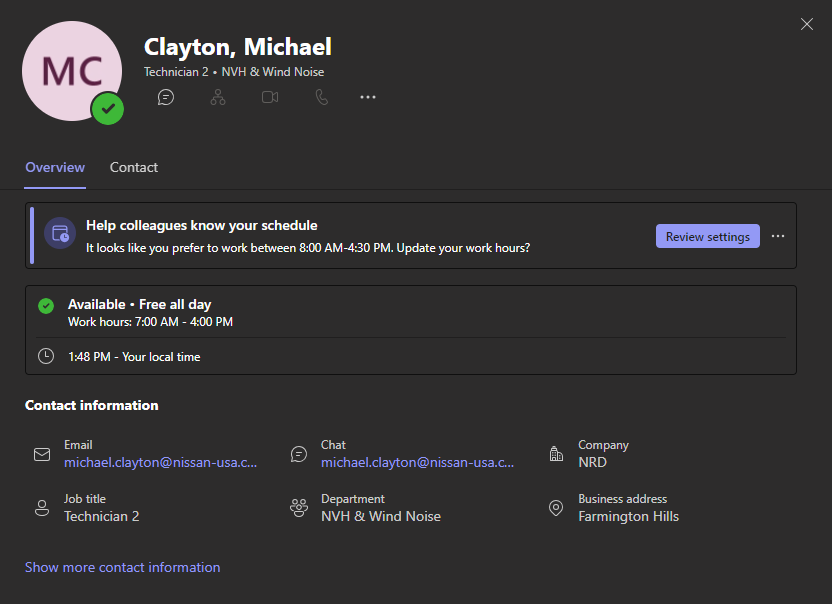 MC
Clayton, Michael
Technician 2 • NVH & Wind Noise
Overview
Contact
Help colleagues know your schedule
It looks like you prefer to work between 8:00 AM-4:30 PM. Update your work hours?
Review settings
Available • Free all day
Work hours: 7:00 AM - 4:00 PM
1:48 PM - Your local time
Contact information
Email
michael.clayton@nissan-usa.c...
Chat
michael.clayton@nissan-usa.c...
Company
NRD
Job title
Technician 2
Department
NVH & Wind Noise
Business address
Farmington Hills
Show more contact information